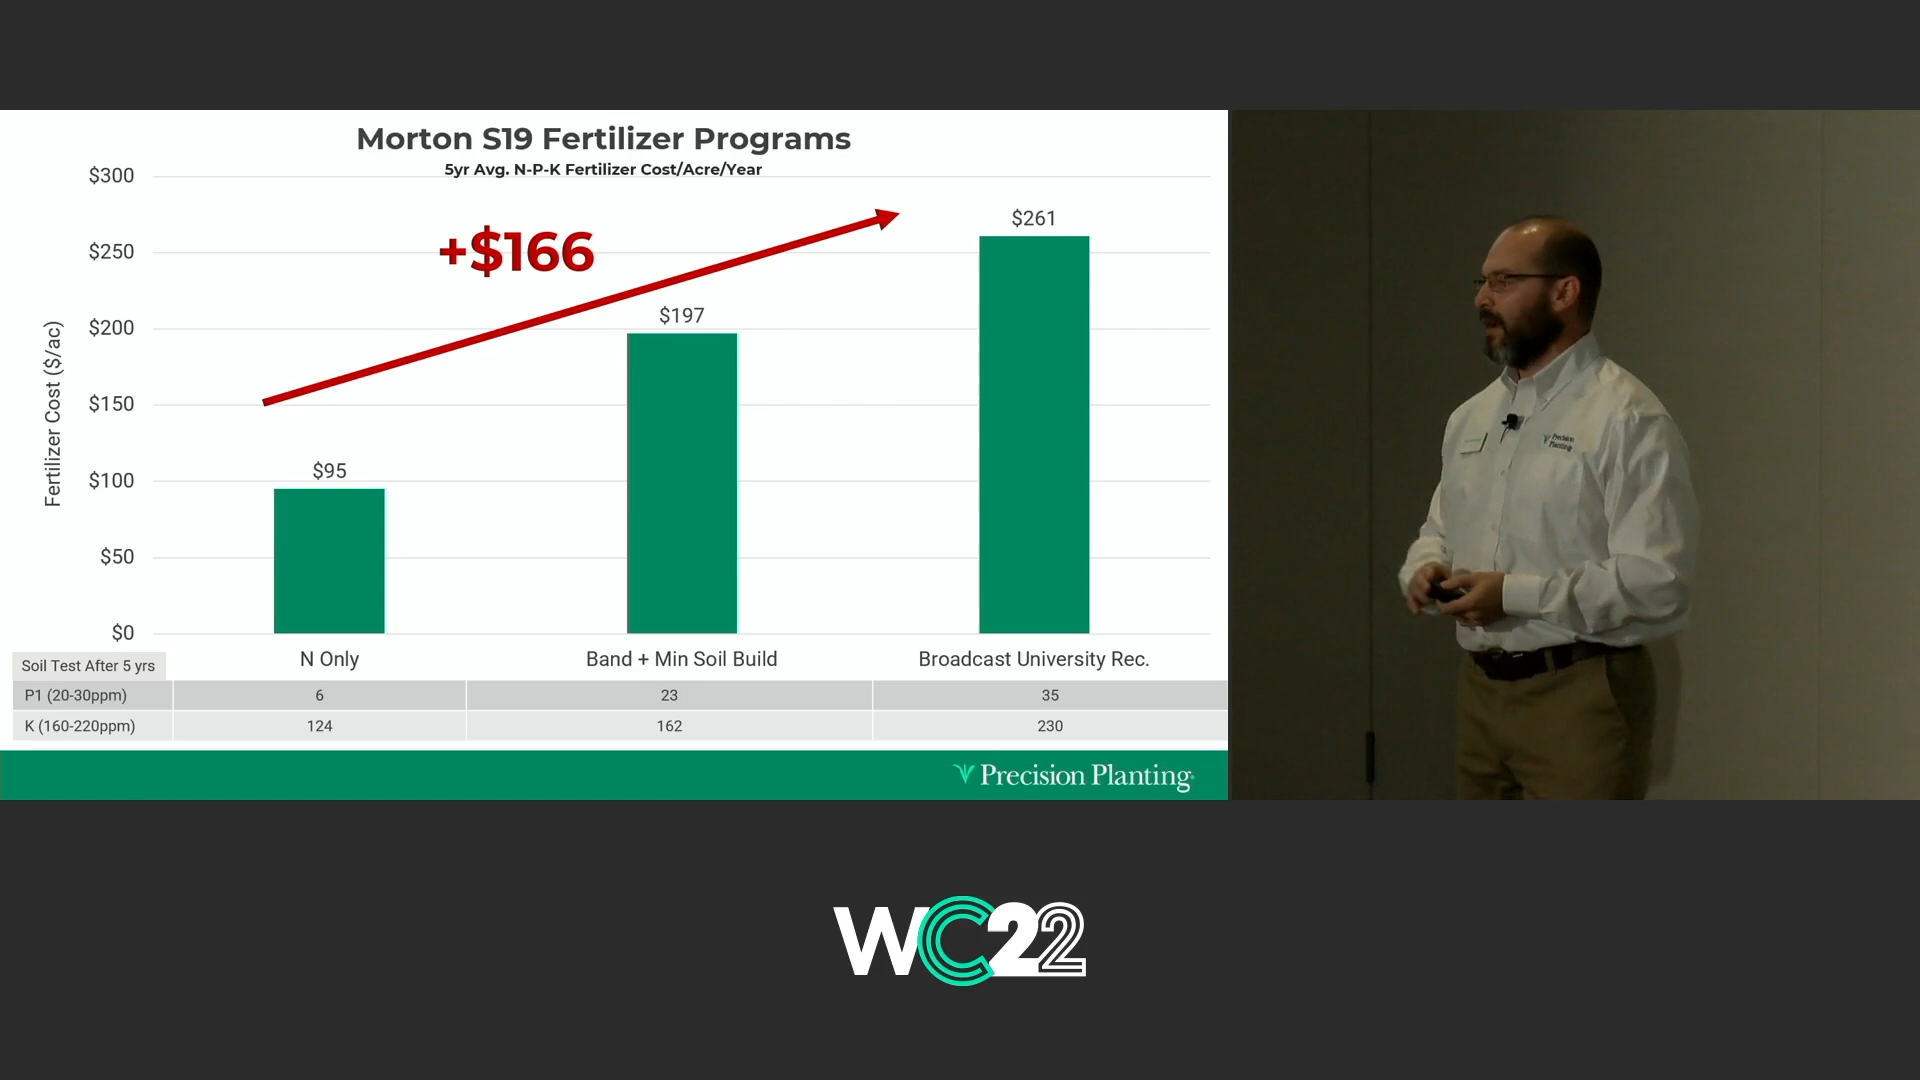 Morton S19 Fertilizer Programs
5yr Avg. N-P-K Fertilizer Cost/Acre/Year
Fertilizer Cost ($/ac)
$300
$250
$200
$150
$100
$50
$0
+$166
$95
$197
$261
N Only
Band + Min Soil Build
Broadcast University Rec.
Soil Test After 5 yrs
P1 (20-30ppm) 6 23 35
K (160-220ppm) 124 162 230
Precision Planting
Precision
Planting
WC22